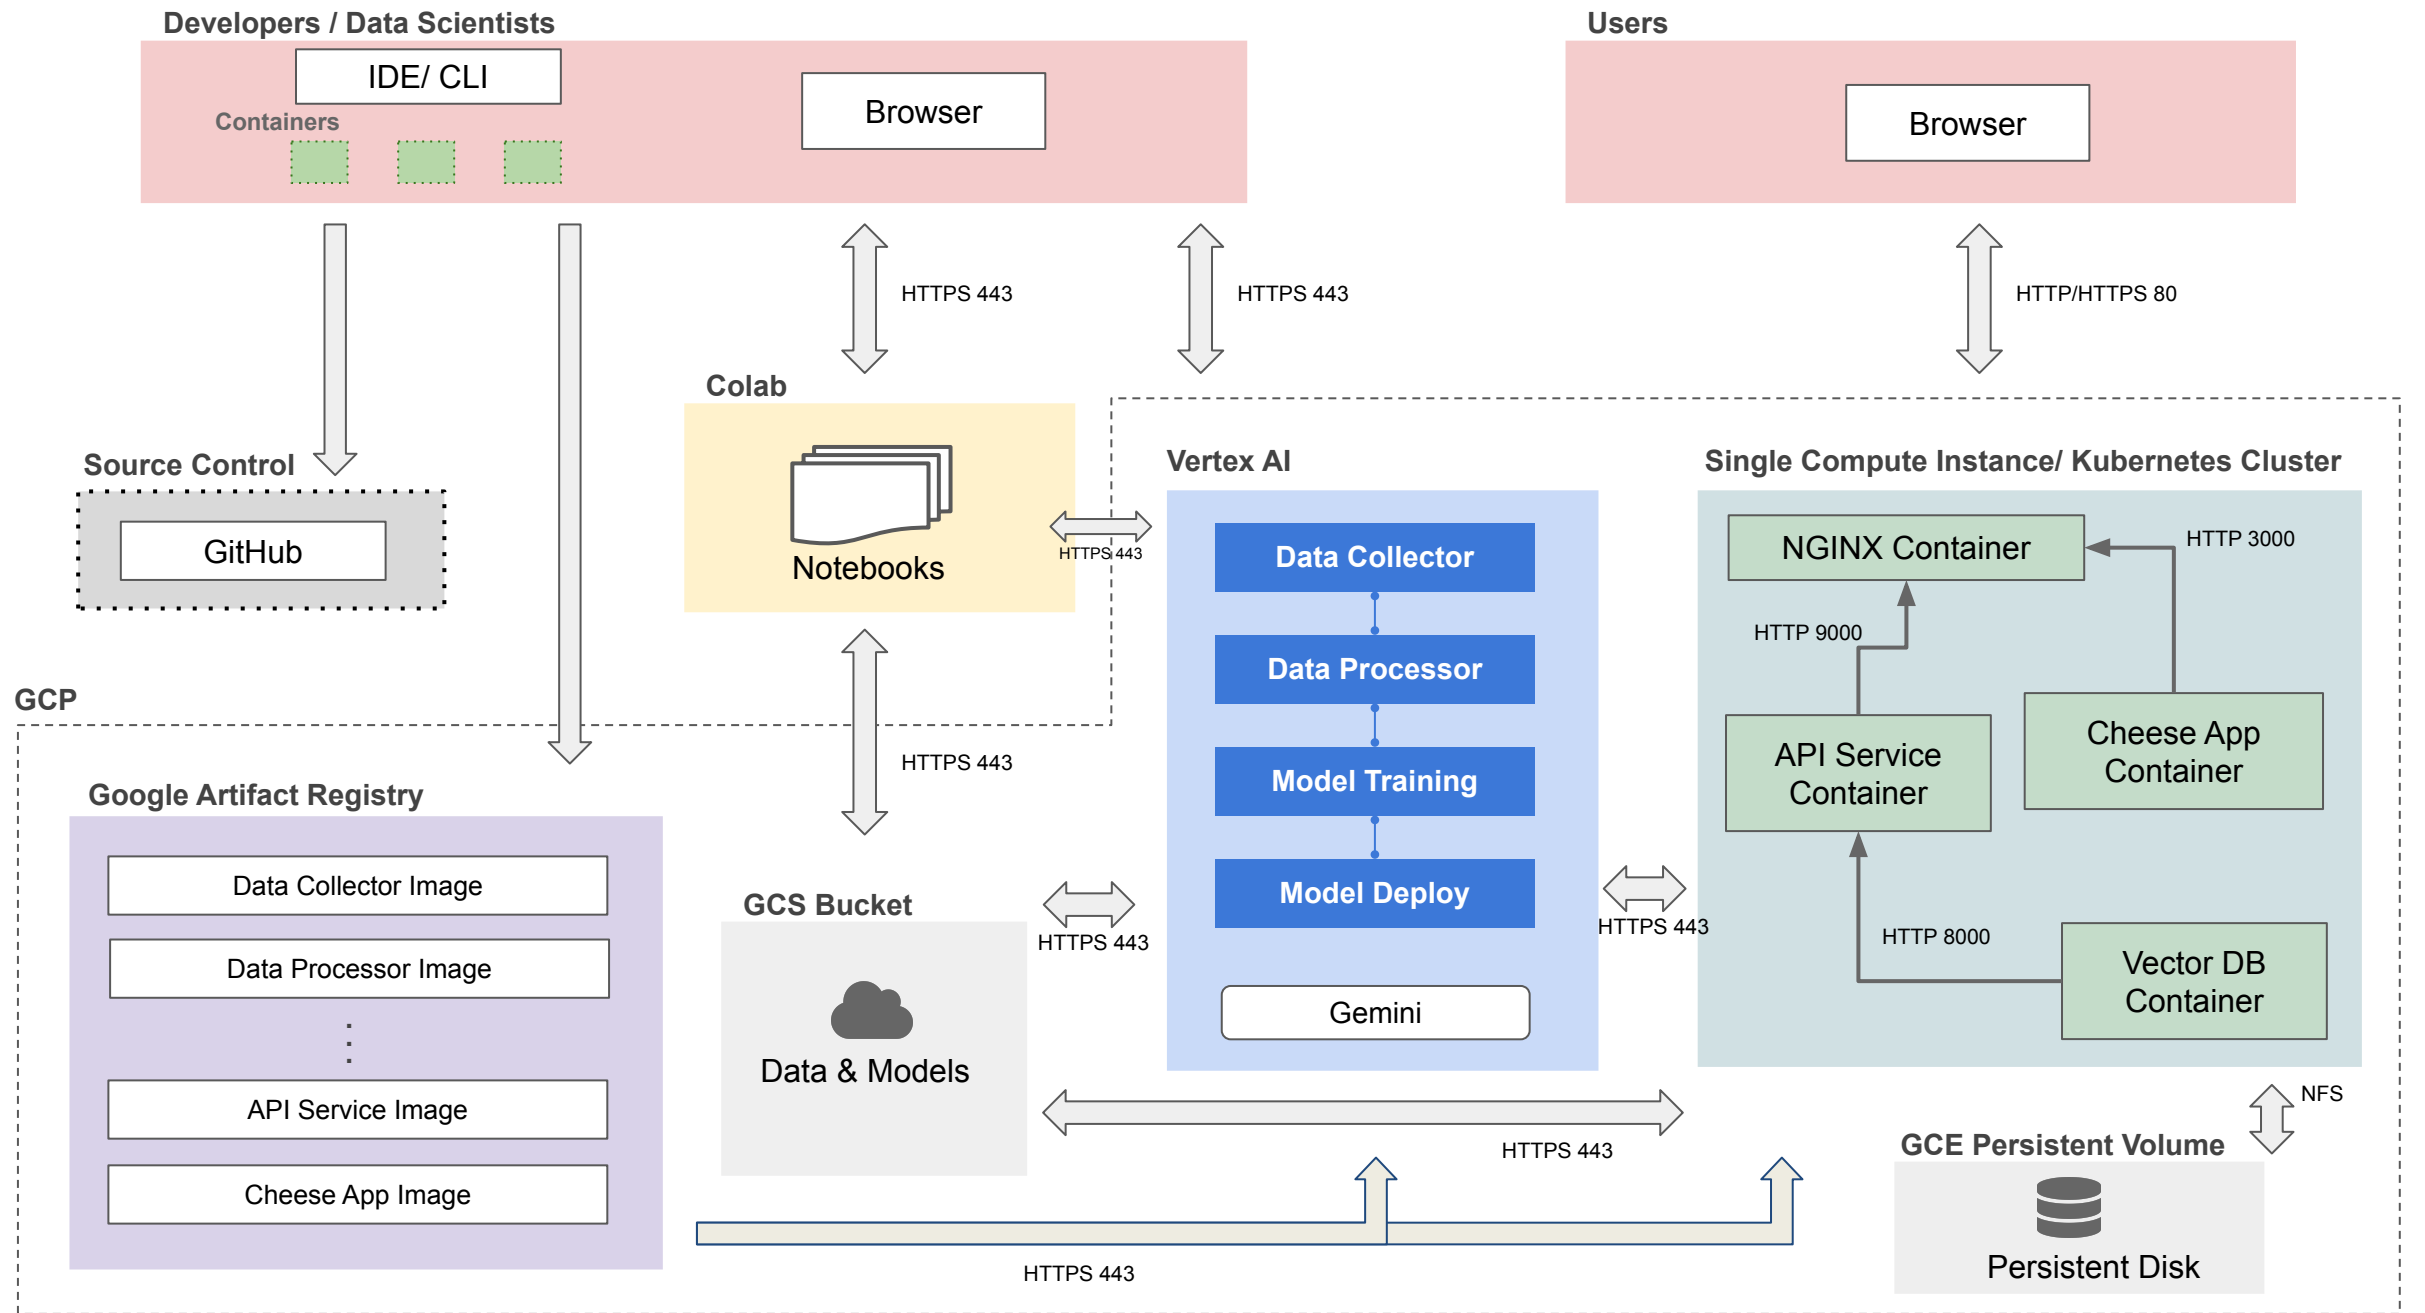 Developers / Data Scientists
Users
IDE/ CLI
Browser
Browser
Containers
HTTPS 443
HTTPS 443
HTTP/HTTPS 80
Colab
Source Control
Vertex AI
Single Compute Instance/ Kubernetes Cluster
GitHub
Notebooks
HTTPS 443
Data Collector
NGINX Container
HTTP 3000
HTTP 9000
Data Processor
GCP
HTTPS 443
Model Training
API Service
Container
Cheese App
Container
Google Artifact Registry
Data Collector Image
Data Processor Image
.
.
.
API Service Image
Cheese App Image
GCS Bucket
HTTPS 443
Data & Models
Model Deploy
HTTPS 443
Gemini
HTTP 8000
Vector DB
Container
HTTPS 443
NFS
GCE Persistent Volume
Persistent Disk
HTTPS 443